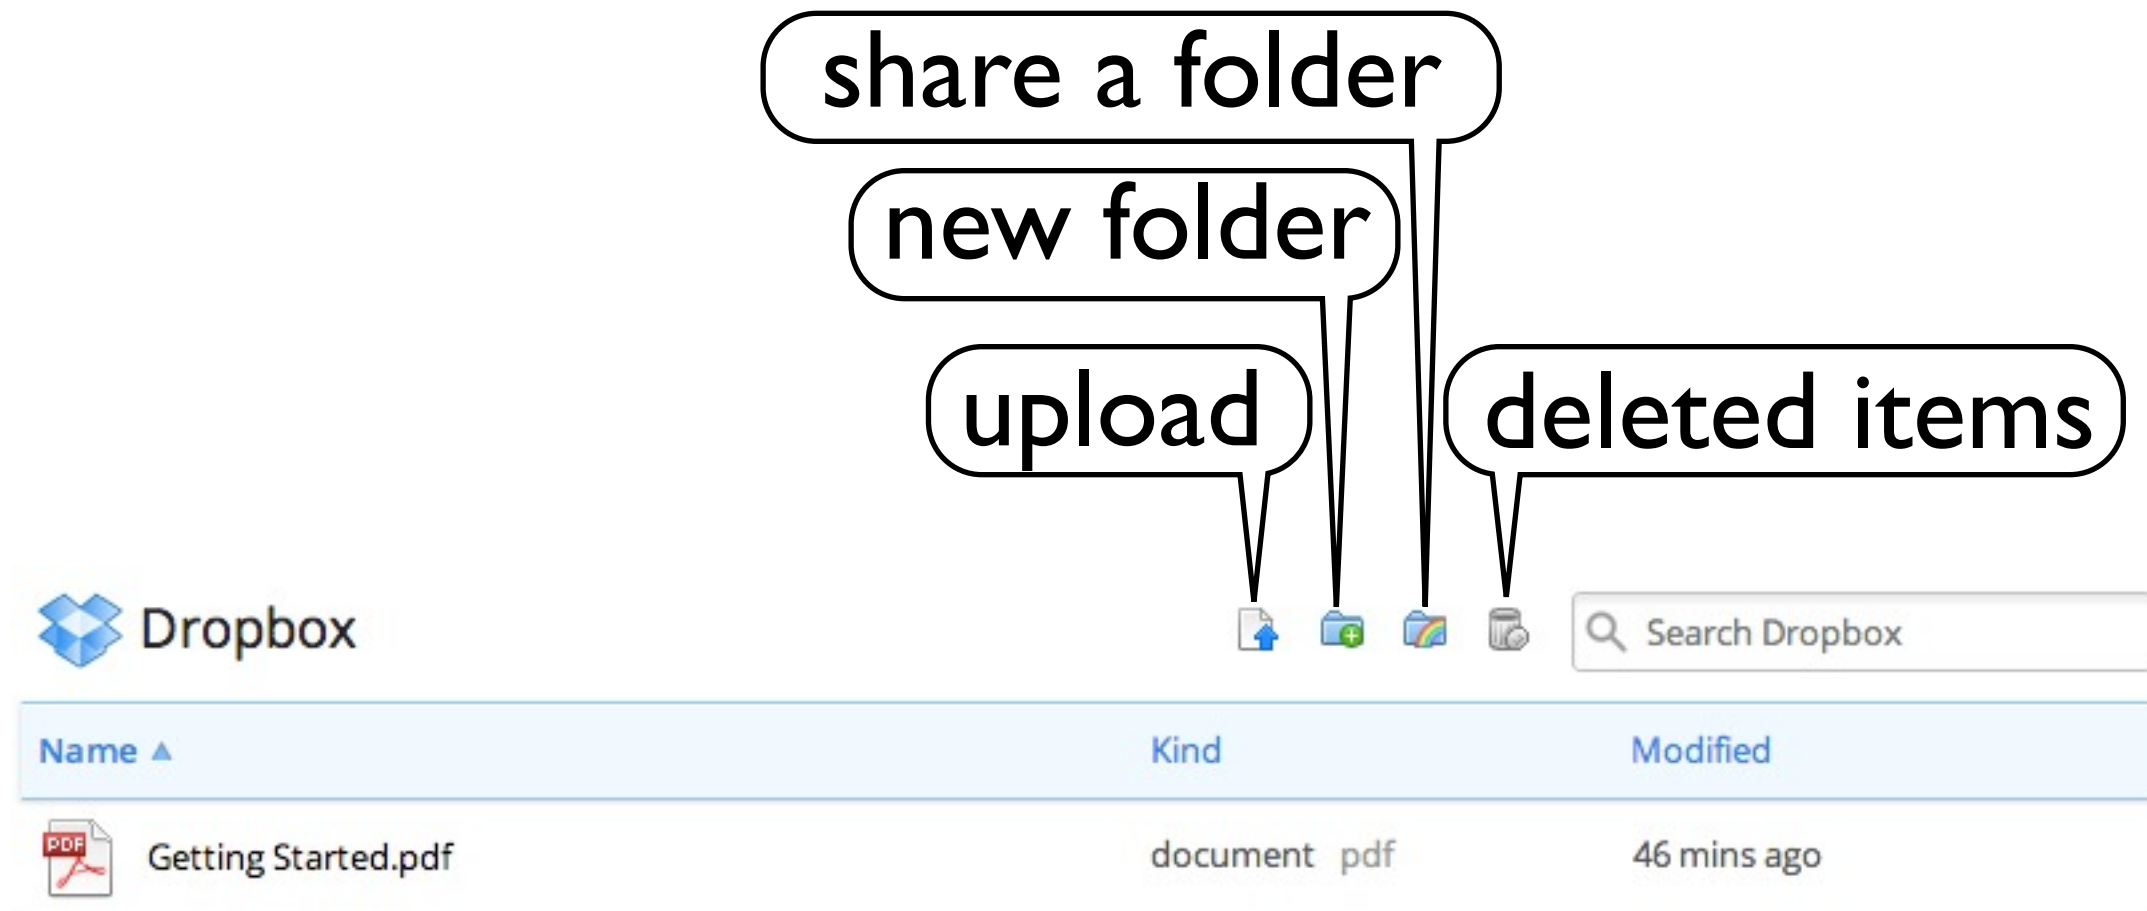 share a folder
new folder
upload
deleted items
Dropbox
Search Dropbox
Name Kind Modified
PDF
Getting Started.pdf document pdf 46 mins ago